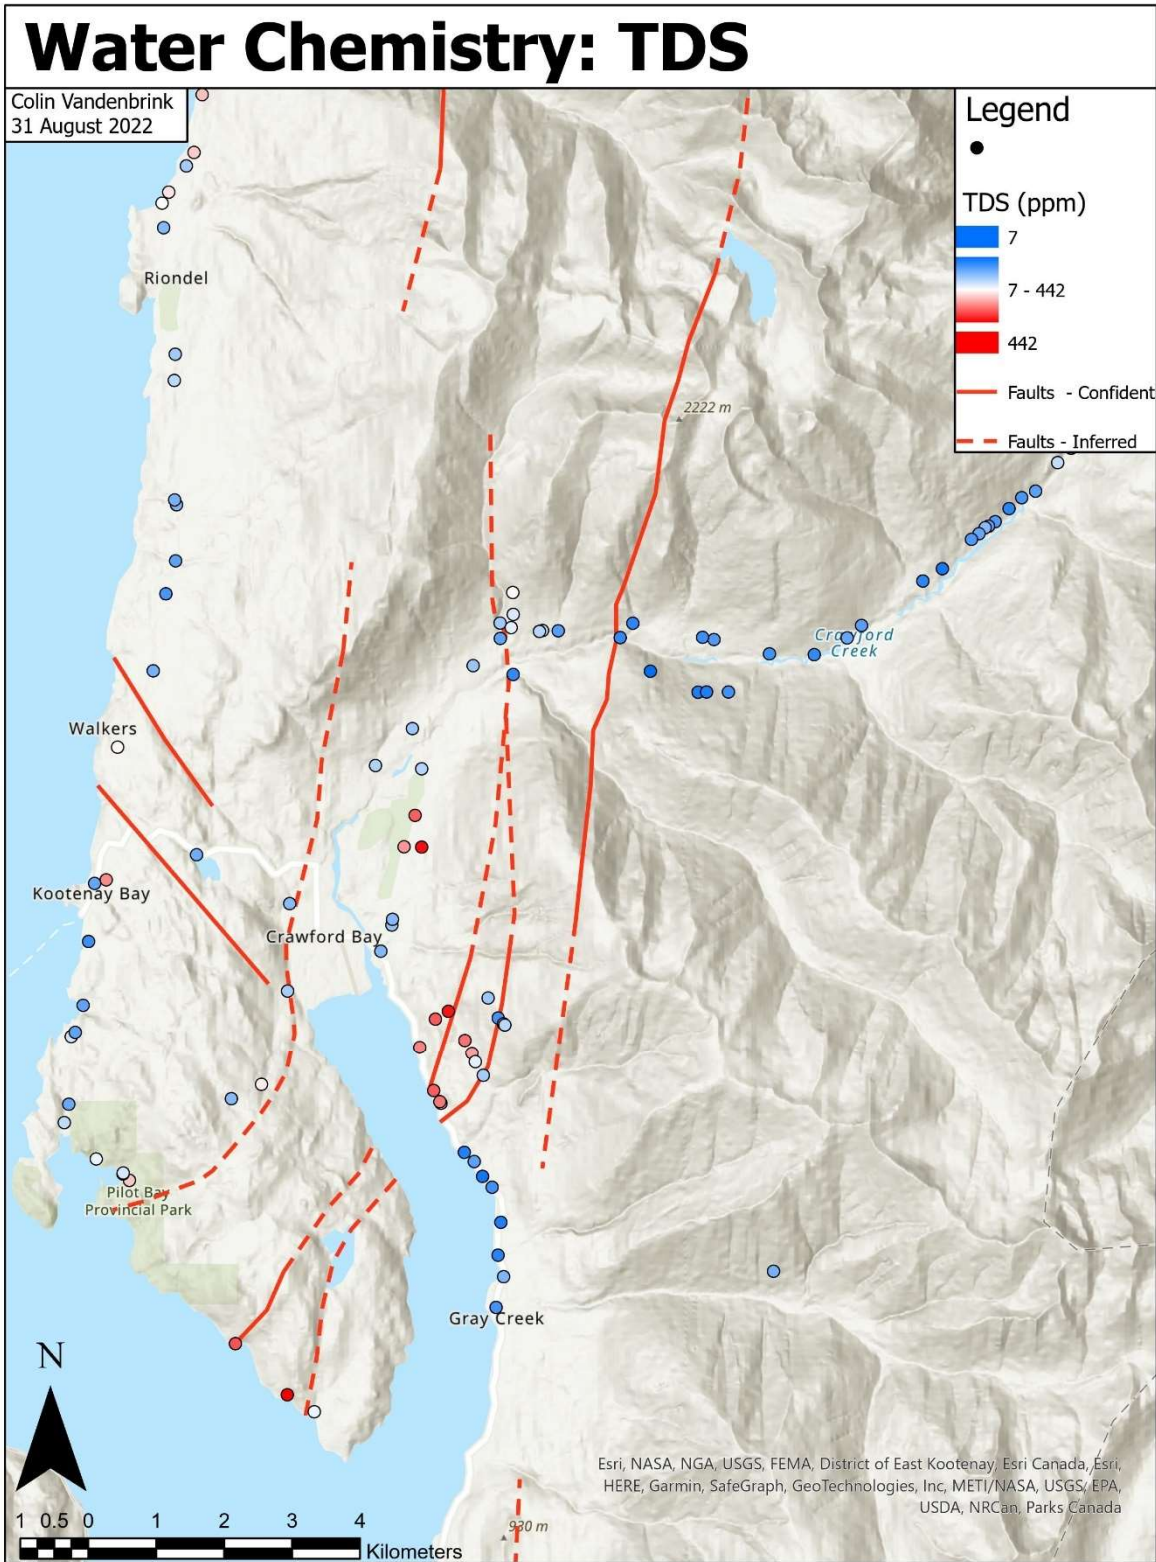 Water Chemistry: TDS
Colin Vandenbrink
31 August 2022
Legend
TDS (ppm)
7
7 - 442
442
Faults - Confident
Faults - Inferred
Riondel
2222 m
Crawford
Creek
Walkers
Kootenay Bay
Crawford Bay
Pilot Bay
Provincial Park
Gray Creek
N
930 m
Esri, NASA, NGA, USGS, FEMA, District of East Kootenay, Esri Canada, Esri,
HERE, Garmin, SafeGraph, GeoTechnologies, Inc, METI/NASA, USGS, EPA,
USDA, NRCan, Parks Canada
1 0.5 0 1 2 3 4
Kilometers